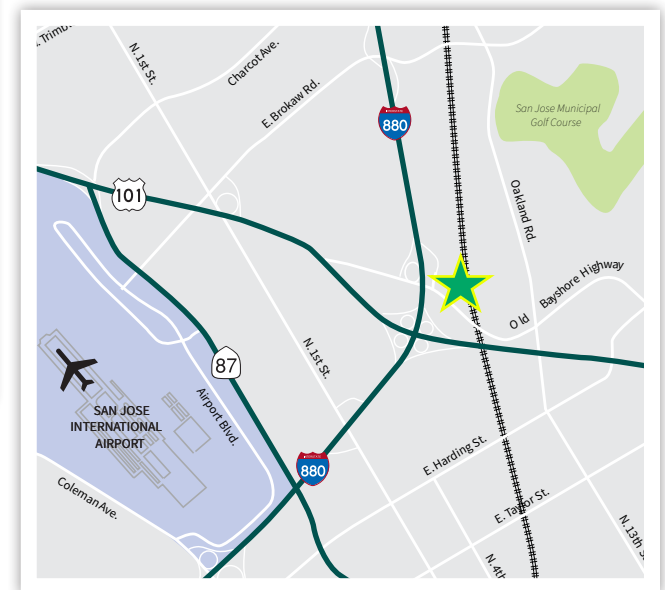 . Trimb
N. 1st St.
Charcot Ave.
E. Brokaw Rd.
880
San Jose Municipal
Golf Course
101
Oakland Rd.
Old Bayshore Highway
N. 1st St.
87
Airport Blvd.
SAN JOSE
INTERNATIONAL
AIRPORT
880
E. Harding St.
Coleman Ave.
E. Taylor St.
N. 13th S
N. 4th